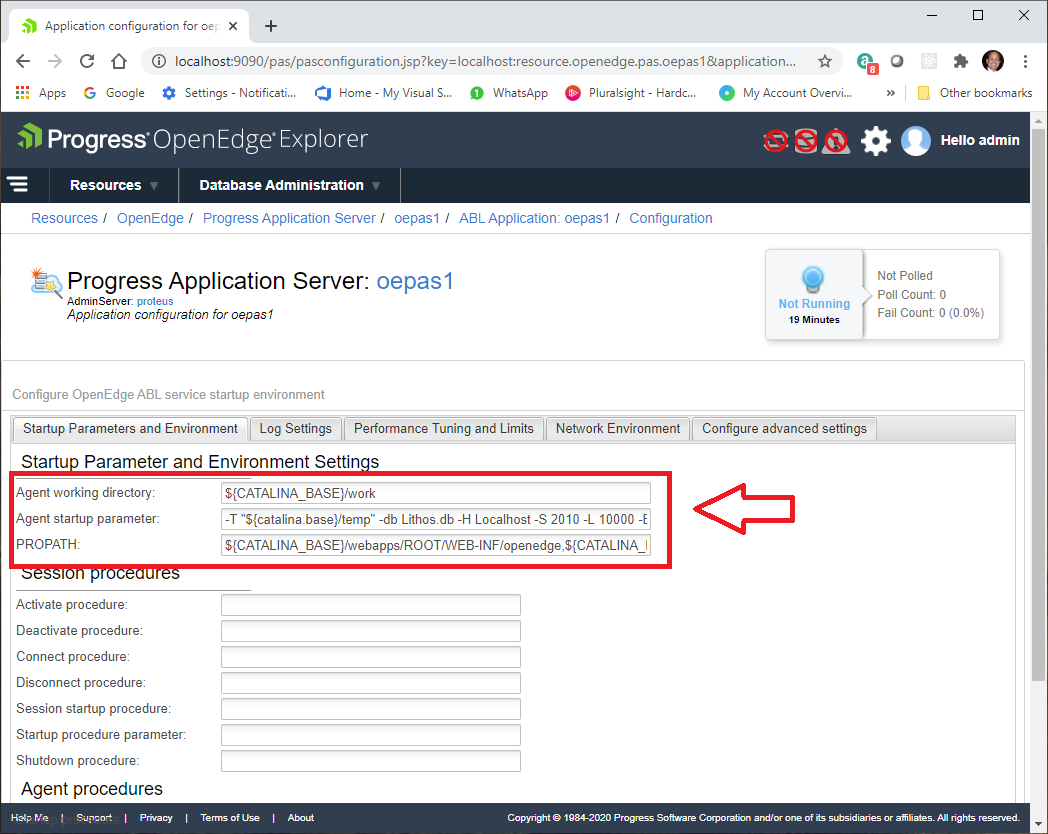 Application configuration for oep
localhost:9090/pas/pasconfiguration.jsp?key=localhost:resource.openedge.pas.oepas1&application...
8
Apps Google Settings - Notificati... Home - My Visual S... 1 WhatsApp Pluralsight - Hardc... My Account Overvi... » Other bookmarks
Progress OpenEdge Explorer
Hello admin
Resources Database Administration
Resources / OpenEdge / Progress Application Server / oepas1 / ABL Application: oepas1 / Configuration
Progress Application Server: oepas1
AdminServer: proteus
Application configuration for oepas1
Not Running
19 Minutes
Not Polled
Poll Count: 0
Fail Count: 0 (0.0%)
Configure OpenEdge ABL service startup environment
Startup Parameters and Environment Log Settings Performance Tuning and Limits Network Environment Configure advanced settings
Startup Parameter and Environment Settings
Agent working directory: ${CATALINA_BASE}/work
Agent startup parameter: -T "${catalina.base}/temp" -db Lithos.db -H Localhost -S 2010 -L 10000 -B
PROPATH: ${CATALINA_BASE}/webapps/ROOT/WEB-INF/openedge,${CATALINA_
Session procedures
Activate procedure:
Deactivate procedure:
Connect procedure:
Disconnect procedure:
Session startup procedure:
Startup procedure parameter:
Shutdown procedure:
Agent procedures
Help Me | Support | Privacy | Terms of Use | About
Copyright © 1984-2020 Progress Software Corporation and/or one of its subsidiaries or affiliates. All rights reserved.